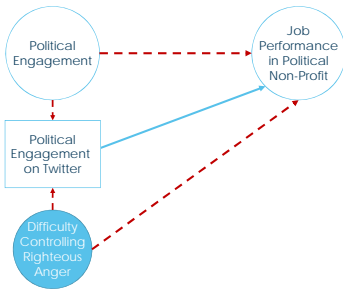 Political
Engagement
Job
Performance
in Political
Non-Profit
Political
Engagement
on Twitter
Difficulty
Controlling
Righteous
Anger